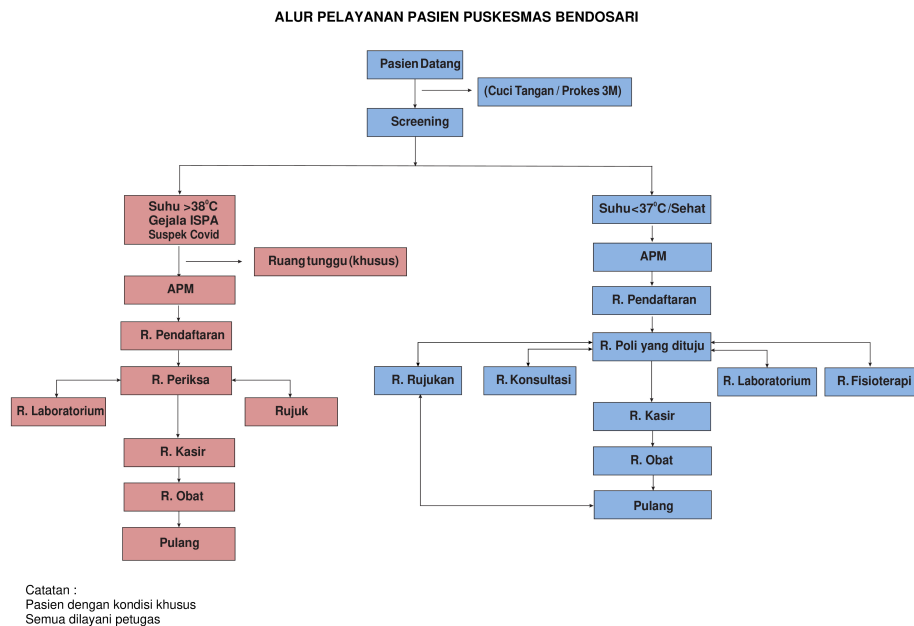 ALUR PELAYANAN PASIEN PUSKESMAS BENDOSARI
Pasien Datang
(Cuci Tangan / Prokes 3M)
Screening
Suhu >38⁰C
Gejala ISPA
Suspek Covid
Ruang tunggu (khusus)
APM
R. Pendaftaran
R. Periksa
R. Laboratorium
Rujuk
R. Kasir
R. Obat
Pulang
Suhu<37⁰C/Sehat
APM
R. Pendaftaran
R. Poli yang dituju
R. Rujukan
R. Konsultasi
R. Laboratorium
R. Fisioterapi
R. Kasir
R. Obat
Pulang
Catatan :
Pasien dengan kondisi khusus
Semua dilayani petugas